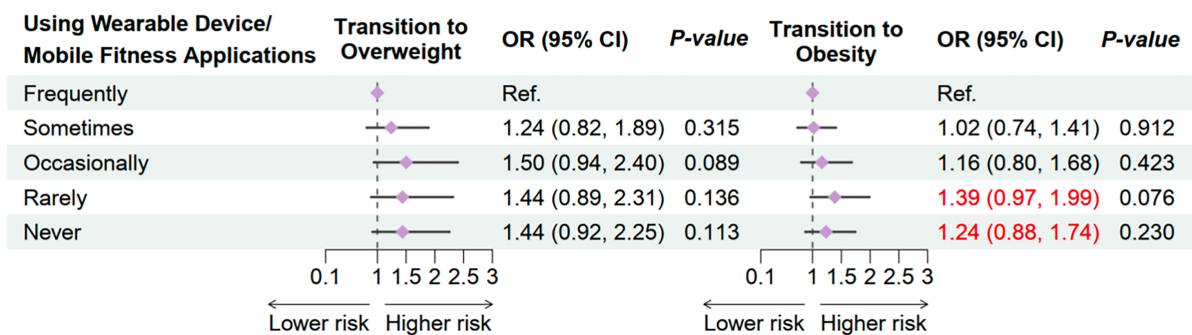 Using Wearable Device/ Transition to OR (95% CI) P-value Transition to OR (95% CI) P-value
Mobile Fitness Applications Overweight Obesity
Frequently Ref. Ref.
Sometimes 1.24 (0.82, 1.89) 0.315 1.02 (0.74, 1.41) 0.912
Occasionally 1.50 (0.94, 2.40) 0.089 1.16 (0.80, 1.68) 0.423
Rarely 1.44 (0.89, 2.31) 0.136 1.39 (0.97, 1.99) 0.076
Never 1.44 (0.92, 2.25) 0.113 1.24 (0.88, 1.74) 0.230
0.1 1 1.5 2 2.5 3 0.1 1 1.5 2 2.5 3
Lower risk Higher risk Lower risk Higher risk